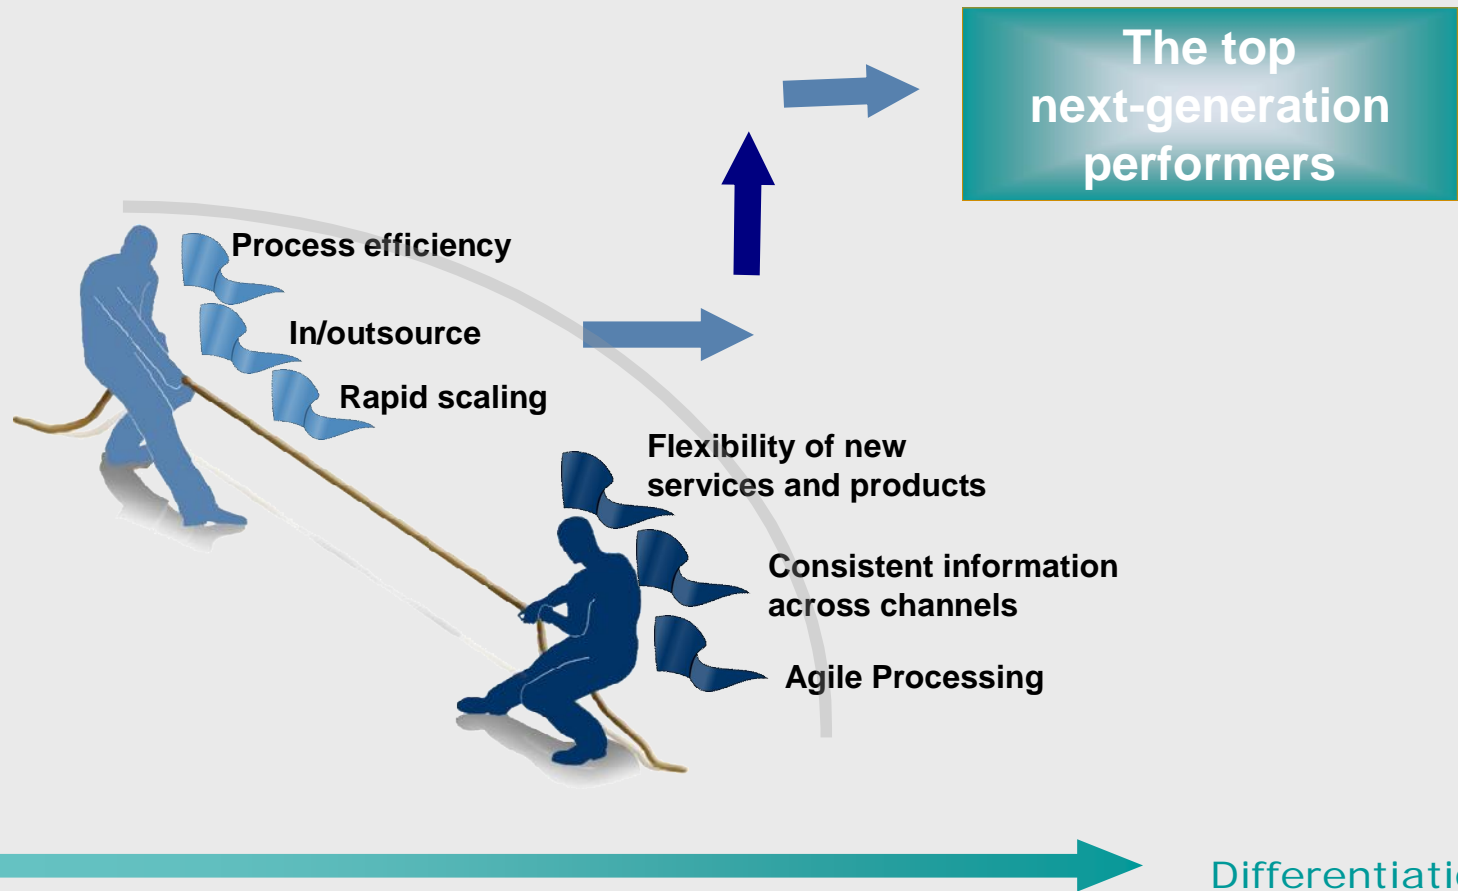 The top
next-generation
performers
Process efficiency
In/outsource
Rapid scaling
Flexibility of new
services and products
Consistent information
across channels
Agile Processing